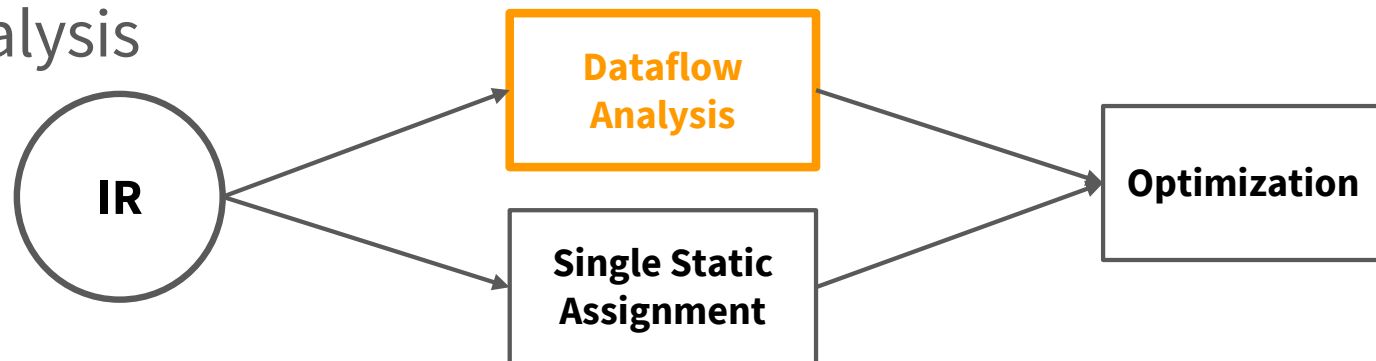 alysis
Dataflow
Analysis
IR
Optimization
Single Static
Assignment